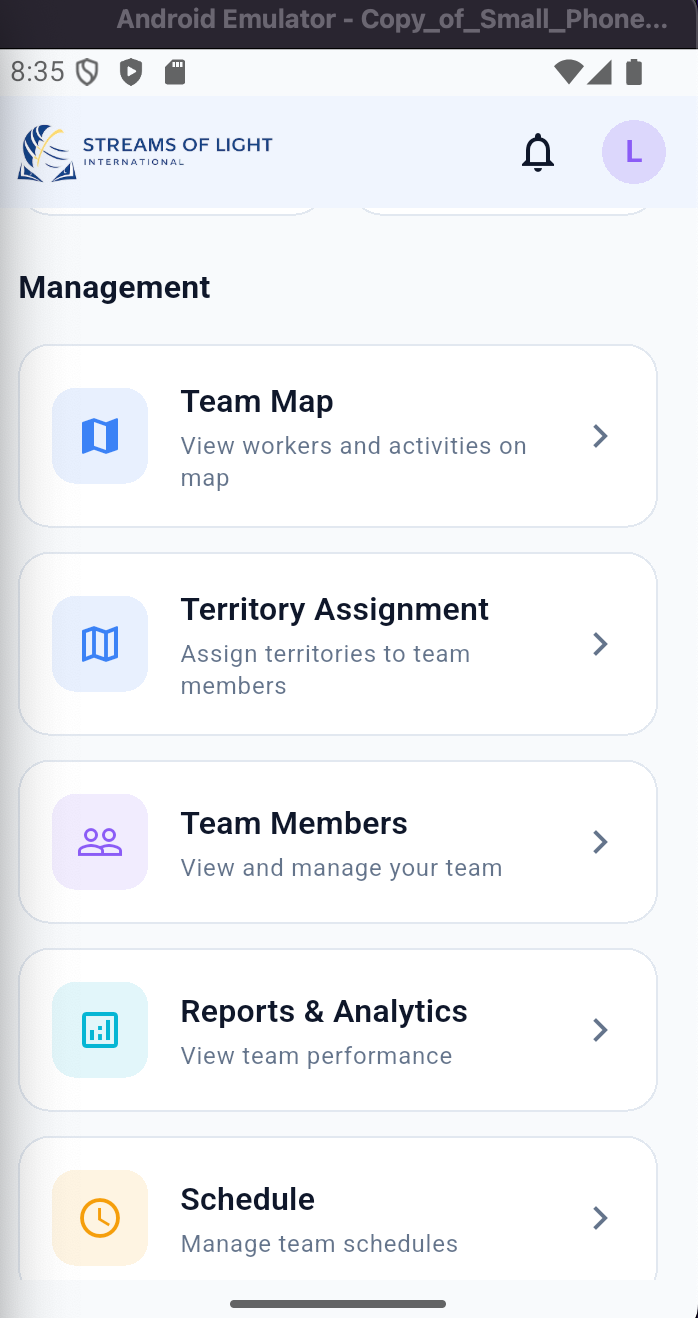 Android Emulator - Copy_of_Small_Phone...
8:35
STREAMS OF LIGHT
INTERNATIONAL
L
Management
Team Map
View workers and activities on
map
Territory Assignment
Assign territories to team
members
Team Members
View and manage your team
Reports & Analytics
View team performance
Schedule
Manage team schedules